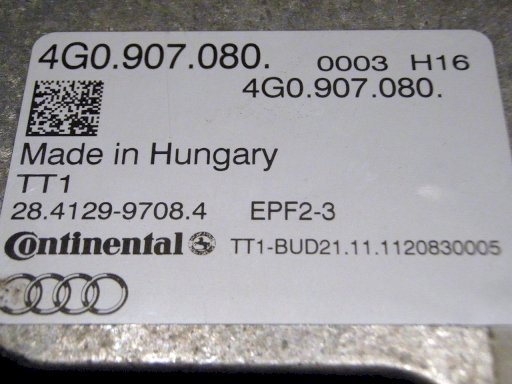 4G0.907.080. 0003 H16
4G0.907.080.
Made in Hungary
TT1
28.4129-9708.4 EPF2-3
Continental TT1-BUD21.11.1120830005